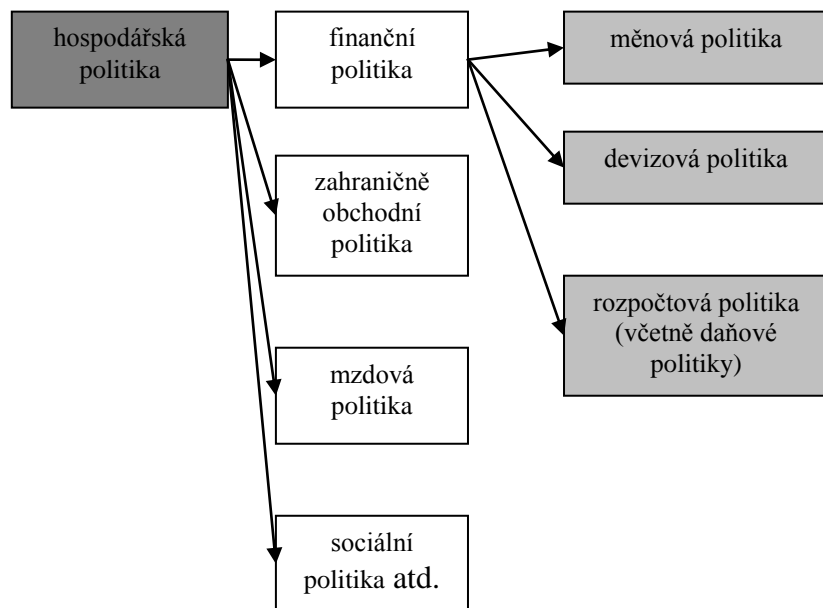 hospodářská
politika
finanční
politika
zahraničně
obchodní
politika
mzdová
politika
sociální
politika atd.
měnová politika
devizová politika
rozpočtová politika
(včetně daňové
politiky)